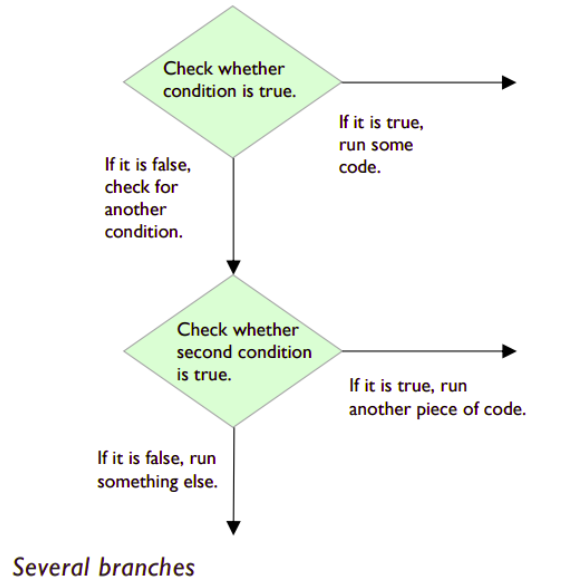 Check whether
condition is true.
If it is true,
run some
code.
If it is false,
check for
another
condition.
Check whether
second condition
is true.
If it is true, run
another piece of code.
If it is false, run
something else.
Several branches